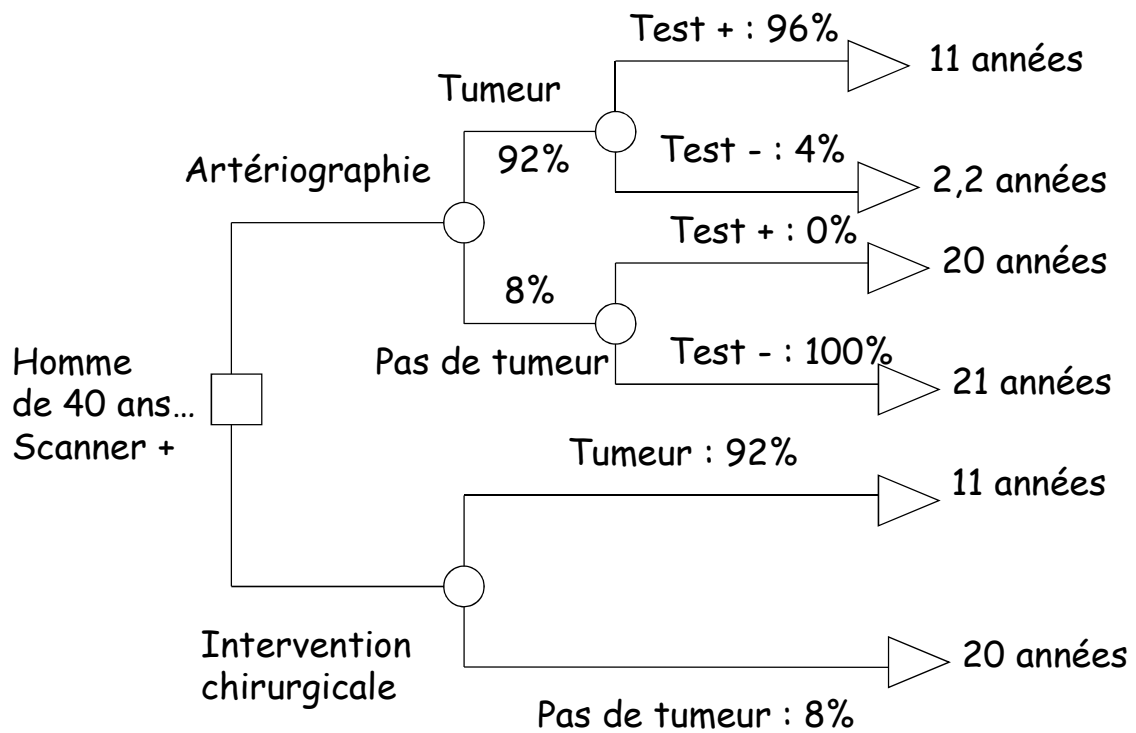 Test + : 96%
11 années
Tumeur
92%
Test - : 4%
2,2 années
Artériographie
Test + : 0%
20 années
8%
Pas de tumeur
Test - : 100%
21 années
Homme
de 40 ans...
Scanner +
Tumeur : 92%
11 années
Intervention
chirurgicale
20 années
Pas de tumeur : 8%